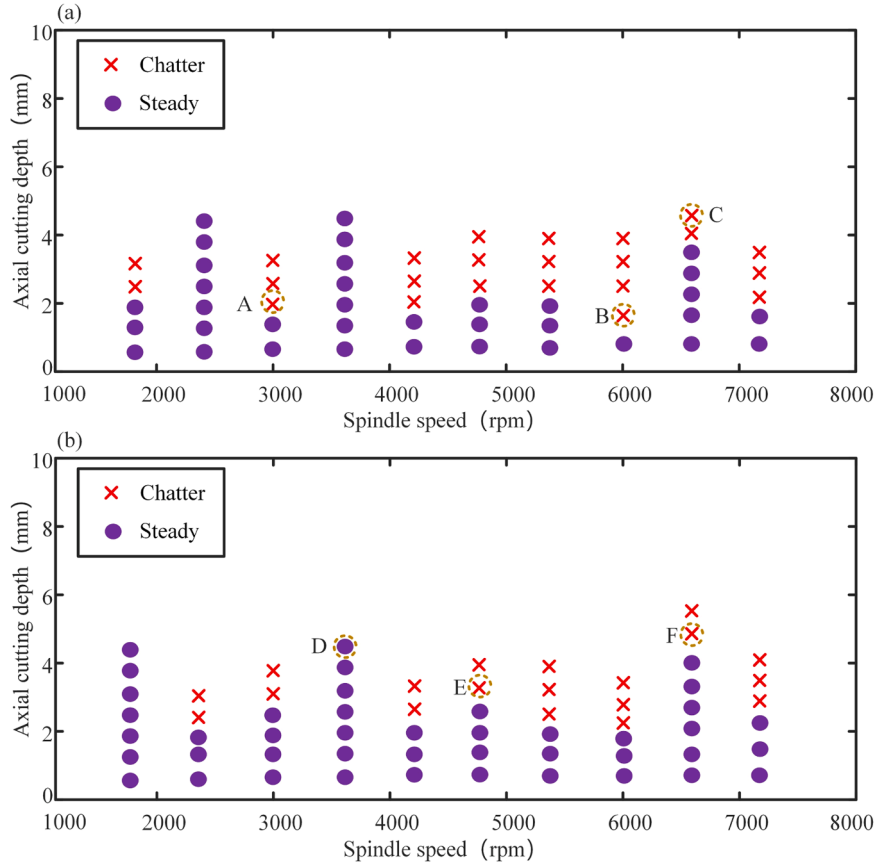 (a)
10
8
6
4
2
0
Axial cutting depth (mm)
Chatter
Steady
A
B
C
1000 2000 3000 4000 5000 6000 7000 8000
Spindle speed (rpm)
(b)
10
8
6
4
2
0
Axial cutting depth (mm)
Chatter
Steady
D
E
F
1000 2000 3000 4000 5000 6000 7000 8000
Spindle speed (rpm)